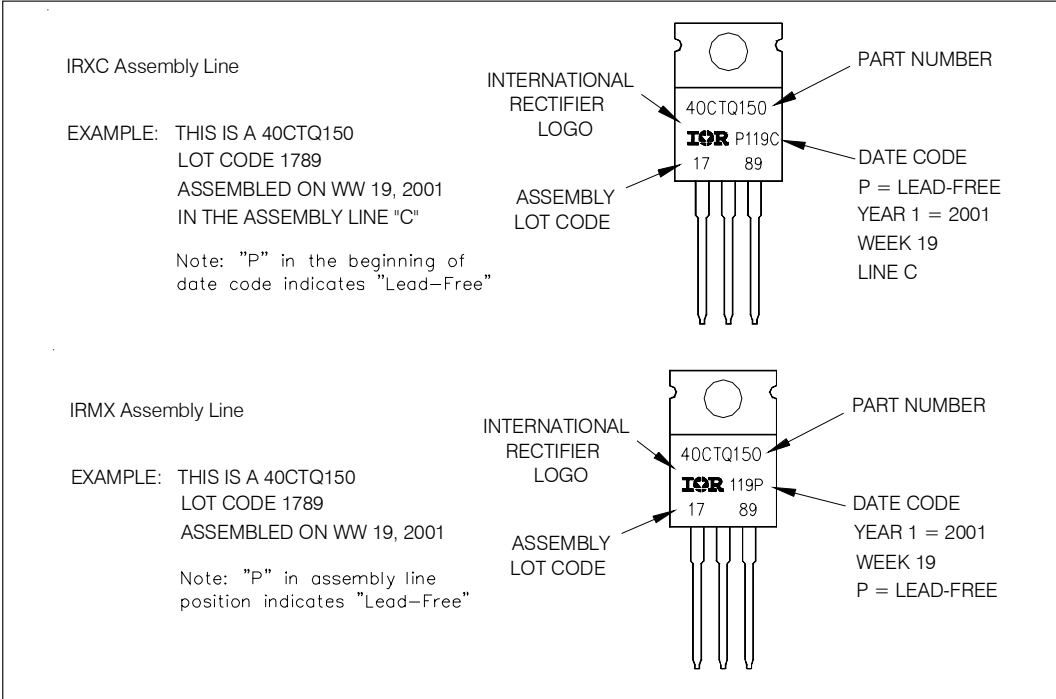 IRXC Assembly Line
EXAMPLE: THIS IS A 40CTQ150
LOT CODE 1789
ASSEMBLED ON WW 19, 2001
IN THE ASSEMBLY LINE "C"
Note: "P" in the beginning of
date code indicates "Lead-Free"
INTERNATIONAL
RECTIFIER
LOGO
ASSEMBLY
LOT CODE
40CTQ150
IOR P119C
17 89
PART NUMBER
DATE CODE
P = LEAD-FREE
YEAR 1 = 2001
WEEK 19
LINE C
IRMX Assembly Line
EXAMPLE: THIS IS A 40CTQ150
LOT CODE 1789
ASSEMBLED ON WW 19, 2001
Note: "P" in assembly line
position indicates "Lead-Free"
INTERNATIONAL
RECTIFIER
LOGO
ASSEMBLY
LOT CODE
40CTQ150
IOR 119P
17 89
PART NUMBER
DATE CODE
YEAR 1 = 2001
WEEK 19
P = LEAD-FREE